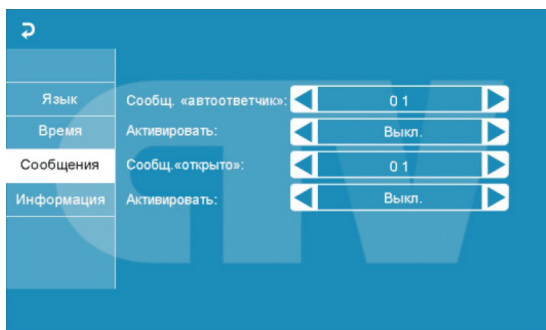 Язык
Время
Сообщения
Информация
Сообщ. «автоответчик»: 0 1
Активировать: Выкл.
Сообщ.«открыто»: 0 1
Активировать: Выкл.